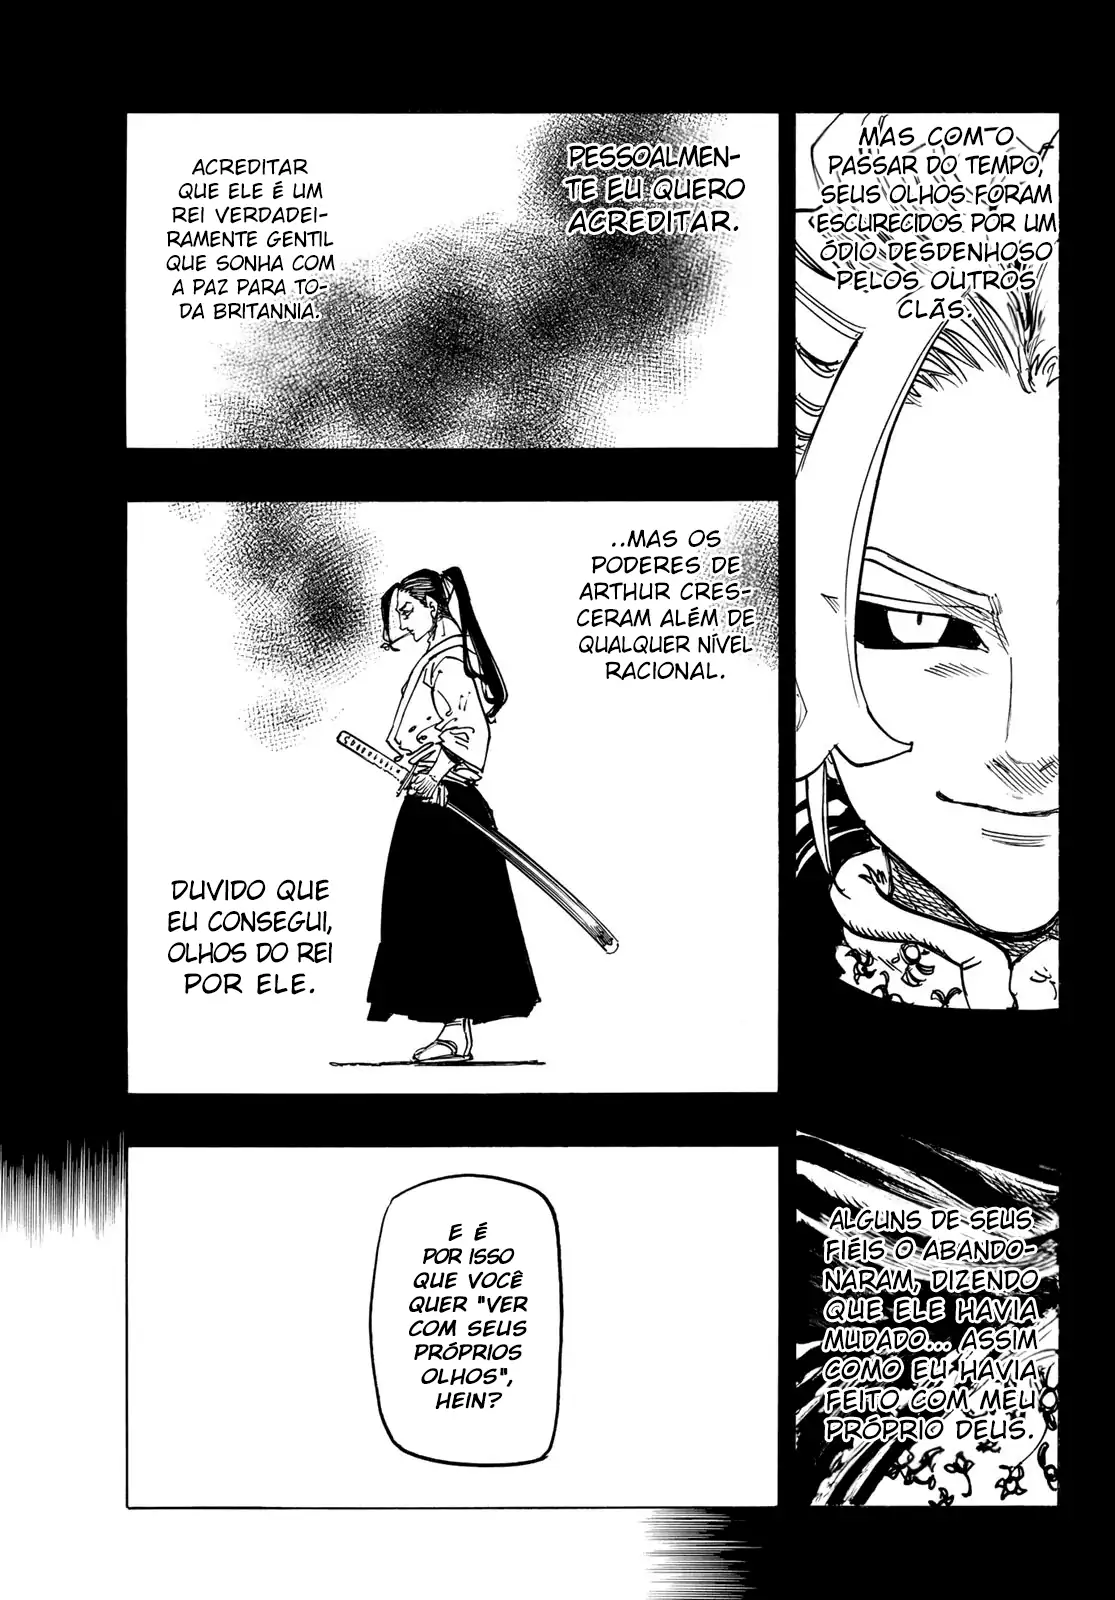 MAS COM O
PASSAR DO TEMPO,
SEUS OLHOS FORAM
ESCURECIDOS POR UM
ÓDIO DESDENHOSO
PELOS OUTROS
CLÃS.
ALGUNS DE SEUS
FIÉIS O ABANDO-
NARAM, DIZENDO
QUE ELE HAVIA
MUDADO... ASSIM
COMO EU HAVIA
FEITO COM MEU
PRÓPRIO DEUS.
PESSOALMEN-
TE EU QUERO
ACREDITAR.
ACREDITAR
QUE ELE É UM
REI VERDADEI-
RAMENTE GENTIL
QUE SONHA COM
A PAZ PARA TO-
DA BRITANNIA.
..MAS OS
PODERES DE
ARTHUR CRES-
CERAM ALÉM DE
QUALQUER NÍVEL
RACIONAL.
DUVIDO QUE
EU CONSEGUI,
OLHOS DO REI
POR ELE.
E É
POR ISSO
QUE VOCÊ
QUER "VER
COM SEUS
PRÓPRIOS
OLHOS",
HEIN?